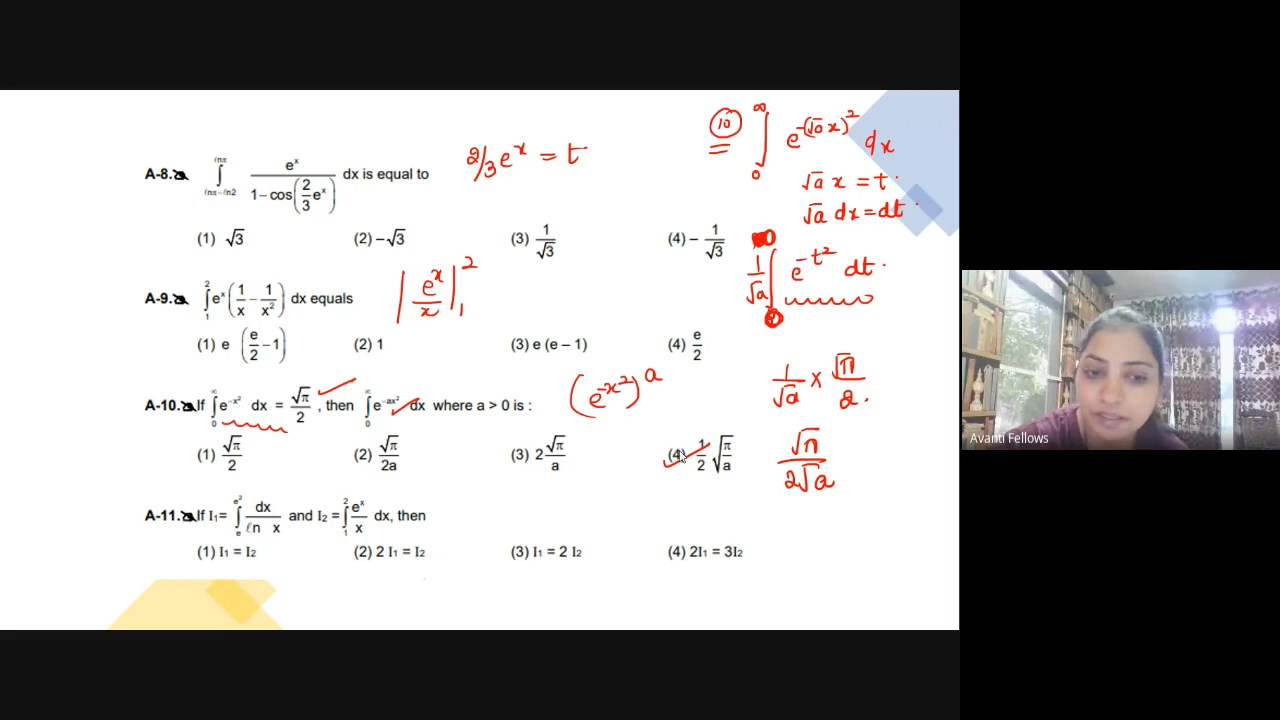 A-8. ∫_{ℓnπ−ℓn2}^{ℓnπ} e^x / (1−cos(2/3 e^x)) dx is equal to
2/3 e^x = t
(1) √3 (2) −√3 (3) 1/√3 (4) − 1/√3
A-9. ∫_1^2 e^x (1/x − 1/x²) dx equals
| e^x / x |_1^2
(1) e (e/2 − 1) (2) 1 (3) e (e − 1) (4) e/2
A-10. If ∫_0^∞ e^{−x²} dx = √π/2 , then ∫_0^∞ e^{−ax²} dx where a > 0 is :
(e^{−x²})^a
(1) √π/2 (2) √π/2a (3) 2 √π/a (4) 1/2 √(π/a)
A-11. If I₁= ∫_e^{e²} dx/ℓn x and I₂ = ∫_1^2 e^x/x dx, then
(1) I₁ = I₂ (2) 2 I₁ = I₂ (3) I₁ = 2 I₂ (4) 2I₁ = 3I₂
10 ∫_0^∞ e^{−(√a x)²} dx
√a x = t
√a dx = dt
1/√a ∫ e^{−t²} dt
1/√a × √π/2
√π/2√a
Avanti Fellows